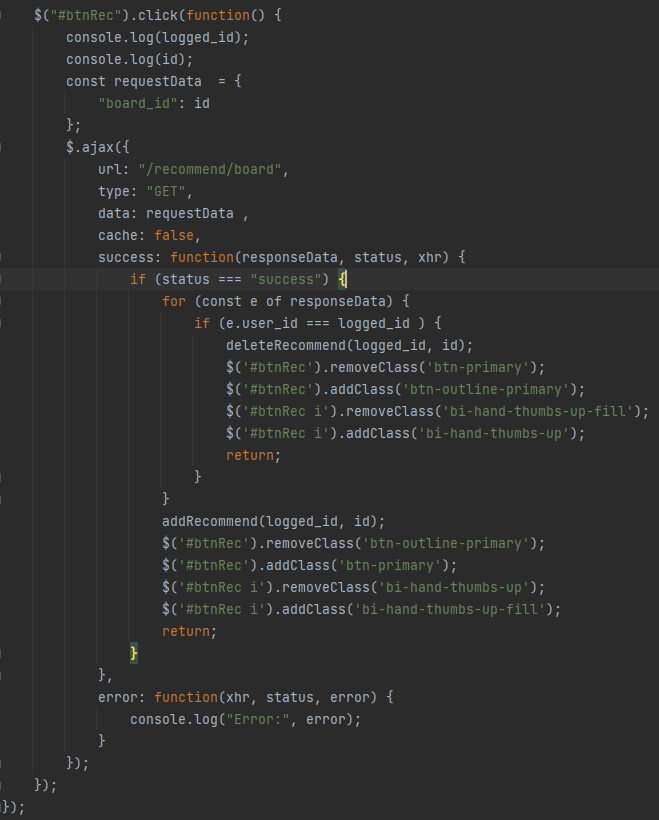 $("#btnRec").click(function() {
console.log(logged_id);
console.log(id);
const requestData  = {
"board_id": id
};
$.ajax({
url: "/recommend/board",
type: "GET",
data: requestData ,
cache: false,
success: function(responseData, status, xhr) {
if (status === "success") {
for (const e of responseData) {
if (e.user_id === logged_id ) {
deleteRecommend(logged_id, id);
$('#btnRec').removeClass('btn-primary');
$('#btnRec').addClass('btn-outline-primary');
$('#btnRec i').removeClass('bi-hand-thumbs-up-fill');
$('#btnRec i').addClass('bi-hand-thumbs-up');
return;
}
}
addRecommend(logged_id, id);
$('#btnRec').removeClass('btn-outline-primary');
$('#btnRec').addClass('btn-primary');
$('#btnRec i').removeClass('bi-hand-thumbs-up');
$('#btnRec i').addClass('bi-hand-thumbs-up-fill');
return;
}
},
error: function(xhr, status, error) {
console.log("Error:", error);
}
});
});
});